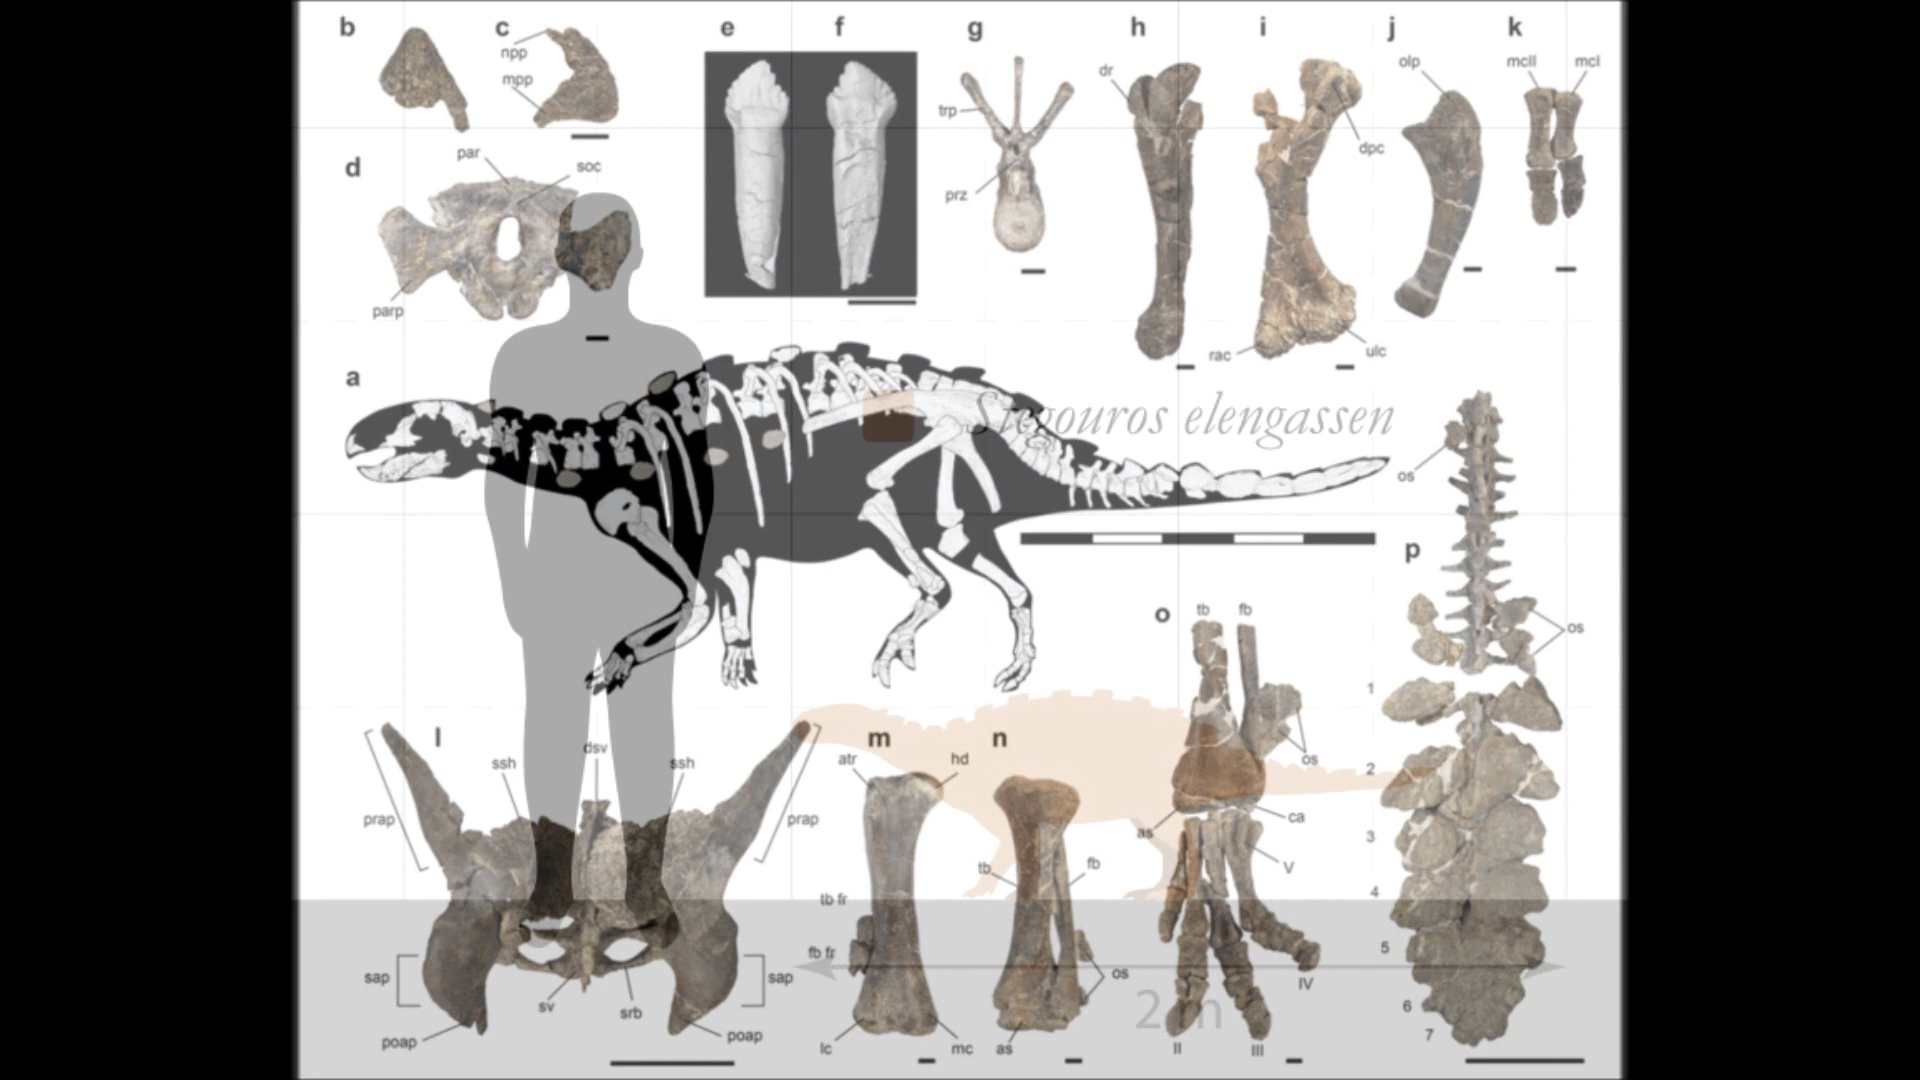 b c e f g h i j k
npp
mpp
dr
olp
mcII mcI
trp
dpc
d
par
soc
prz
parp
rac
ulc
a
Stegouros elengassen
os
p
o
tb fb
os
1
l
m
n
ssh
dsv
ssh
atr
hd
os
2
prap
prap
as
ca
3
tb
fb
V
4
tb fr
fb fr
5
sap
sap
os
IV
sv
srb
6
poap
poap
7
lc
mc
as
II
III